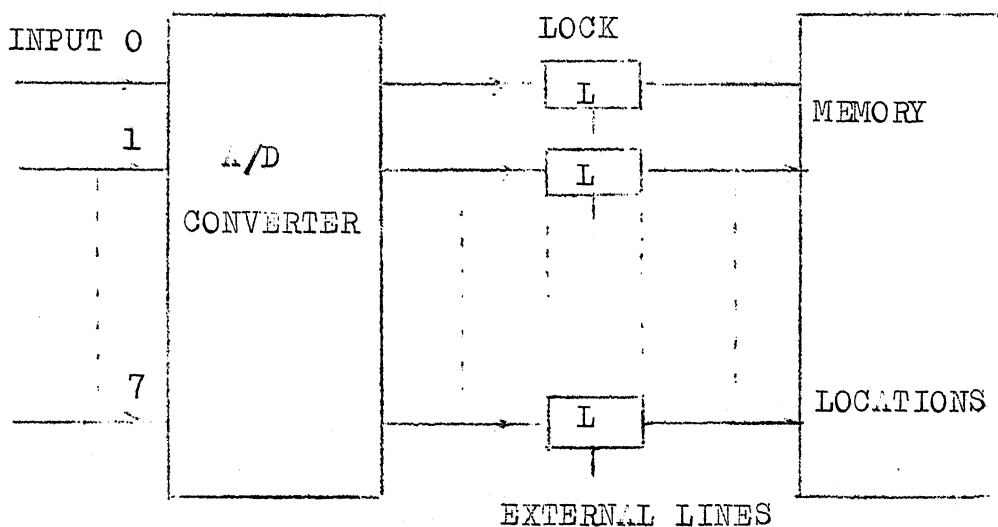 INPUT 0
LOCK
L
MEMORY
1
A/D
L
CONVERTER
7
L
LOCATIONS
EXTERNAL LINES